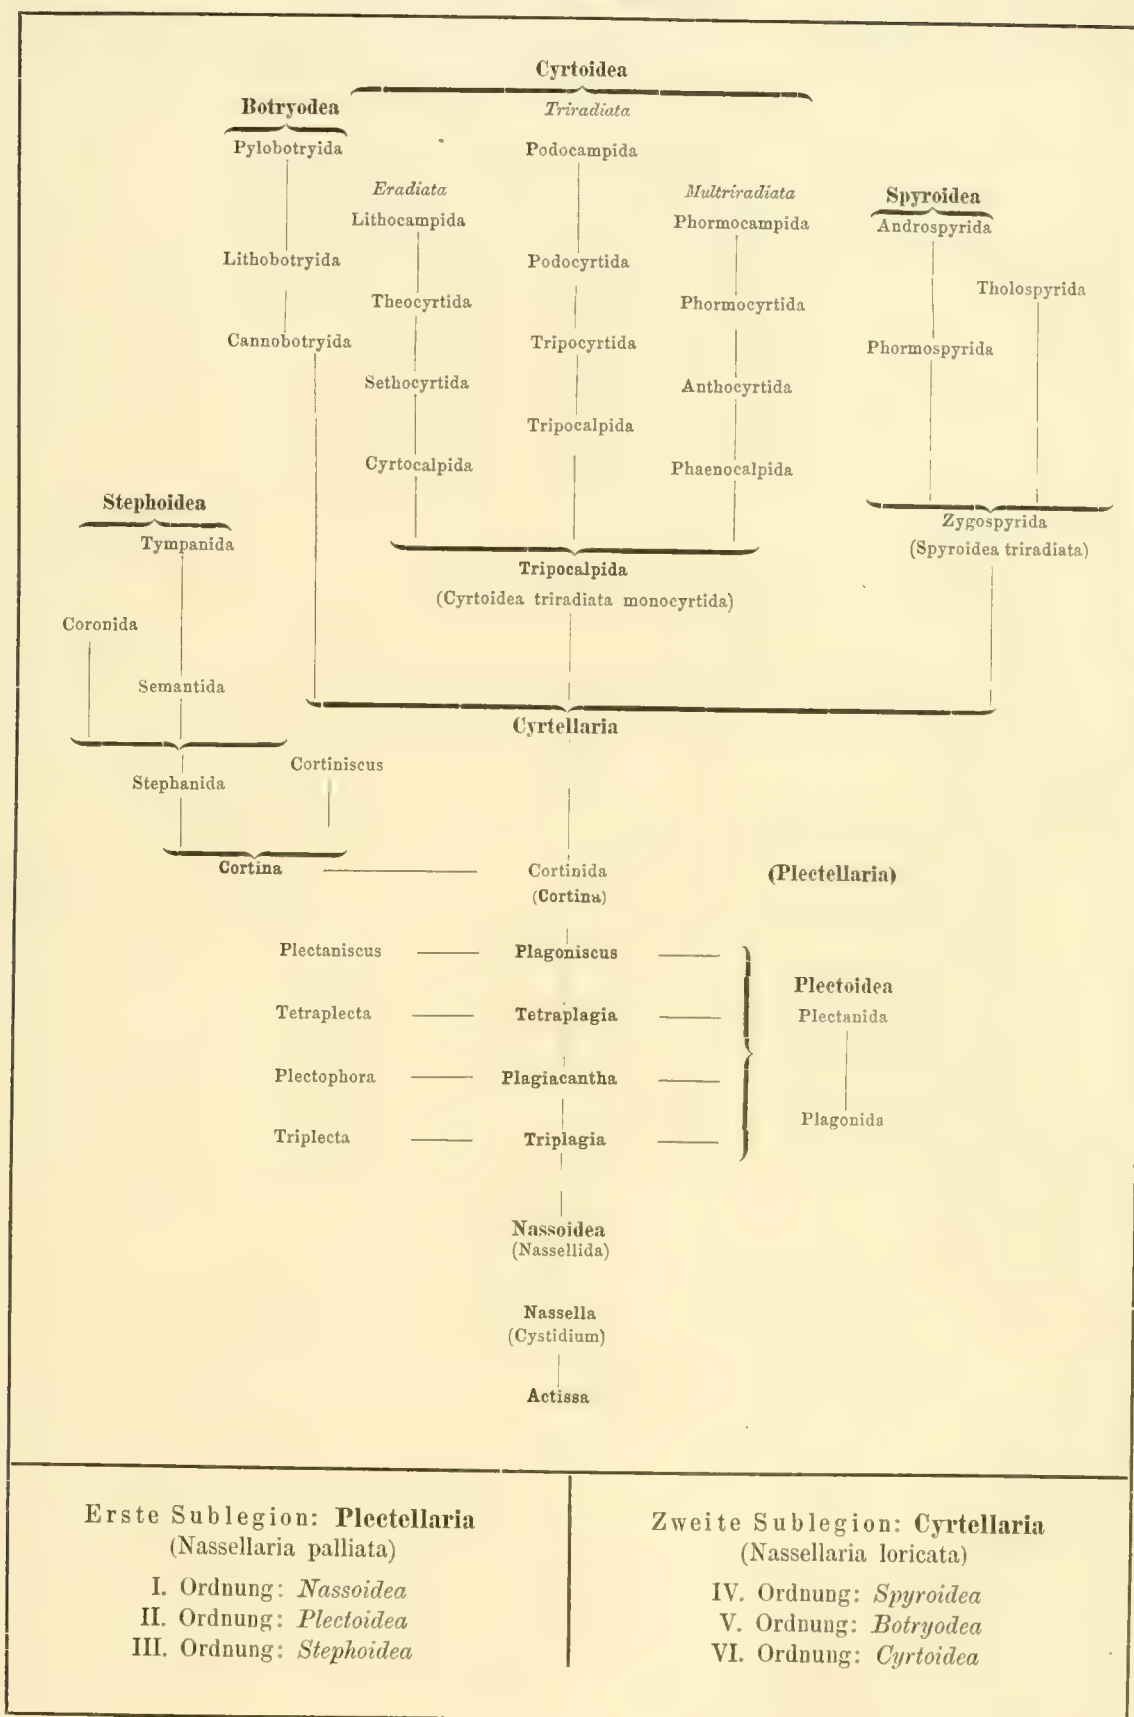 Cyrtoidea
Botryodea
Triradiata
Pylobotryida
Podocampida
Eradiata
Multriradiata
Spyroidea
Lithocampida
Phormocampida
Androspyrida
Lithobotryida
Podocyrtida
Tholospyrida
Theocyrtida
Phormocyrtida
Cannobotryida
Tripocyrtida
Phormospyrida
Sethocyrtida
Anthocyrtida
Tripocalpida
Cyrtocalpida
Phaenocalpida
Stephoidea
Zygospyrida
Tympanida
(Spyroidea triradiata)
Tripocalpida
(Cyrtoidea triradiata monocyrtida)
Coronida
Semantida
Cyrtellaria
Cortiniscus
Stephanida
Cortina
Cortinida
(Plectellaria)
(Cortina)
Plectaniscus
Plagoniscus
Plectoidea
Tetraplecta
Tetraplagia
Plectanida
Plectophora
Plagiacantha
Plagonida
Triplecta
Triplagia
Nassoidea
(Nassellida)
Nassella
(Cystidium)
Actissa
Erste Sublegion: Plectellaria
(Nassellaria palliata)
I. Ordnung: Nassoidea
II. Ordnung: Plectoidea
III. Ordnung: Stephoidea
Zweite Sublegion: Cyrtellaria
(Nassellaria loricata)
IV. Ordnung: Spyroidea
V. Ordnung: Botryodea
VI. Ordnung: Cyrtoidea